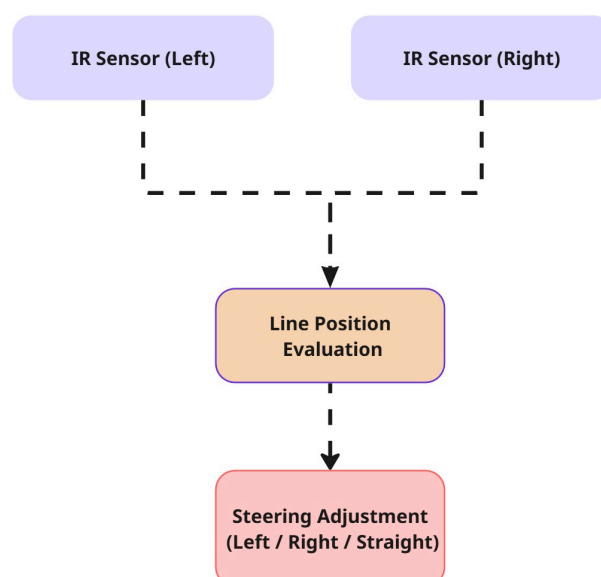 IR Sensor (Left)
IR Sensor (Right)
Line Position
Evaluation
Steering Adjustment
(Left / Right / Straight)